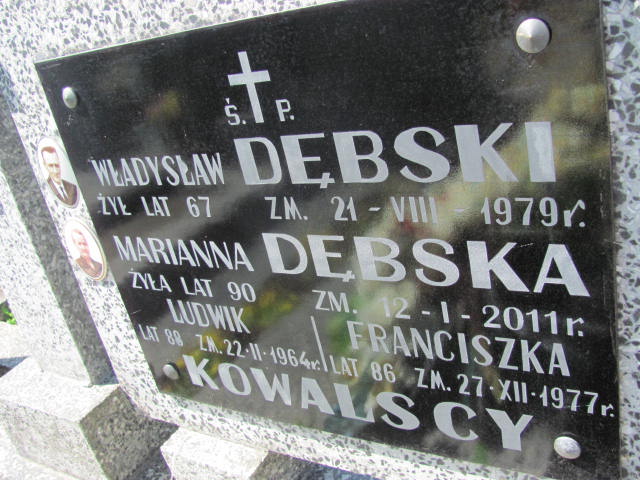 Ś. P.
WŁADYSŁAW DĘBSKI
ŻYŁ LAT 67 ZM. 21 - VIII - 1979 r.
MARIANNA DĘBSKA
ŻYŁA LAT 90 ZM. 12 - I - 2011 r.
LUDWIK FRANCISZKA
LAT 88 ZM. 22·II·1964 r. LAT 86 ZM. 27·XII·1977 r.
KOWALSCY